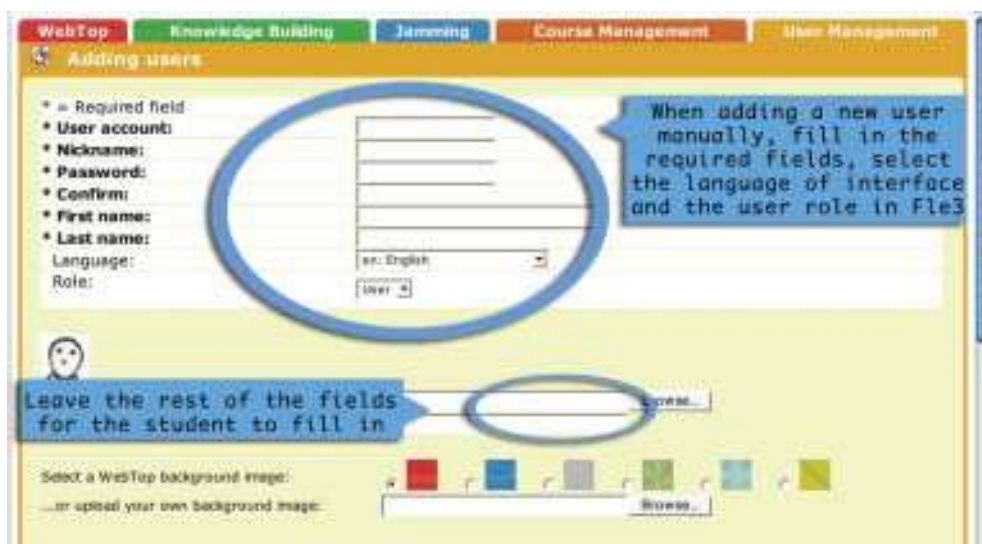 WebTop Knowledge Building Jamming Course Management User Management
Adding users
* = Required field
* User account:
* Nickname:
* Password:
* Confirm:
* First name:
* Last name:
Language: en: English
Role: User
When adding a new user
manually, fill in the
required fields, select
the language of interface
and the user role in Fle3
Leave the rest of the fields
for the student to fill in
Browse...
Select a WebTop background image:
...or upload your own background image: Browse...